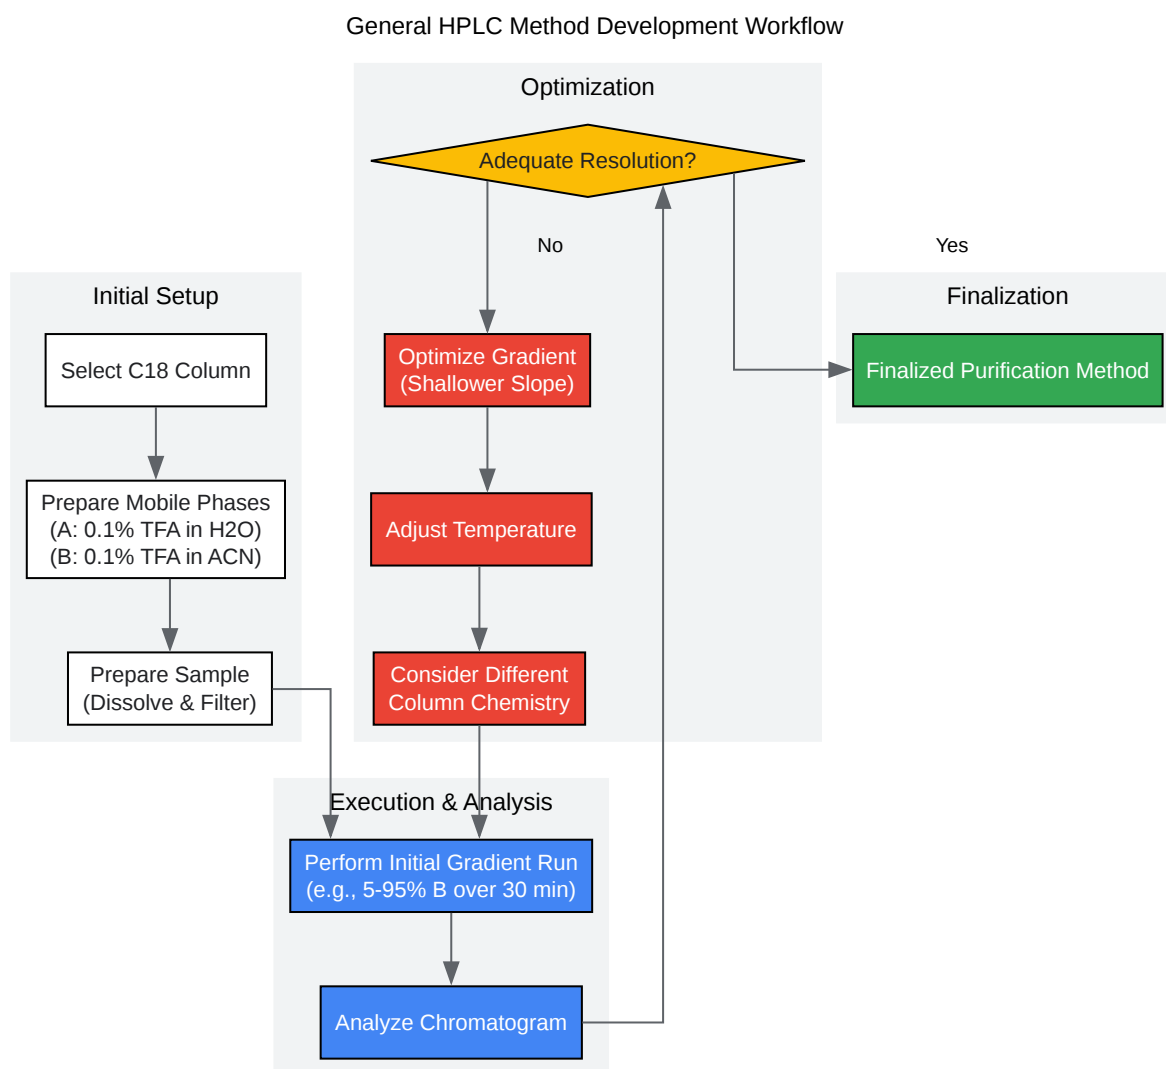 General HPLC Method Development Workflow
Optimization
Adequate Resolution?
No
Yes
Initial Setup
Finalization
Select C18 Column
Optimize Gradient
(Shallower Slope)
Finalized Purification Method
Prepare Mobile Phases
(A: 0.1% TFA in H2O)
(B: 0.1% TFA in ACN)
Adjust Temperature
Prepare Sample
(Dissolve & Filter)
Consider Different
Column Chemistry
Execution & Analysis
Perform Initial Gradient Run
(e.g., 5-95% B over 30 min)
Analyze Chromatogram